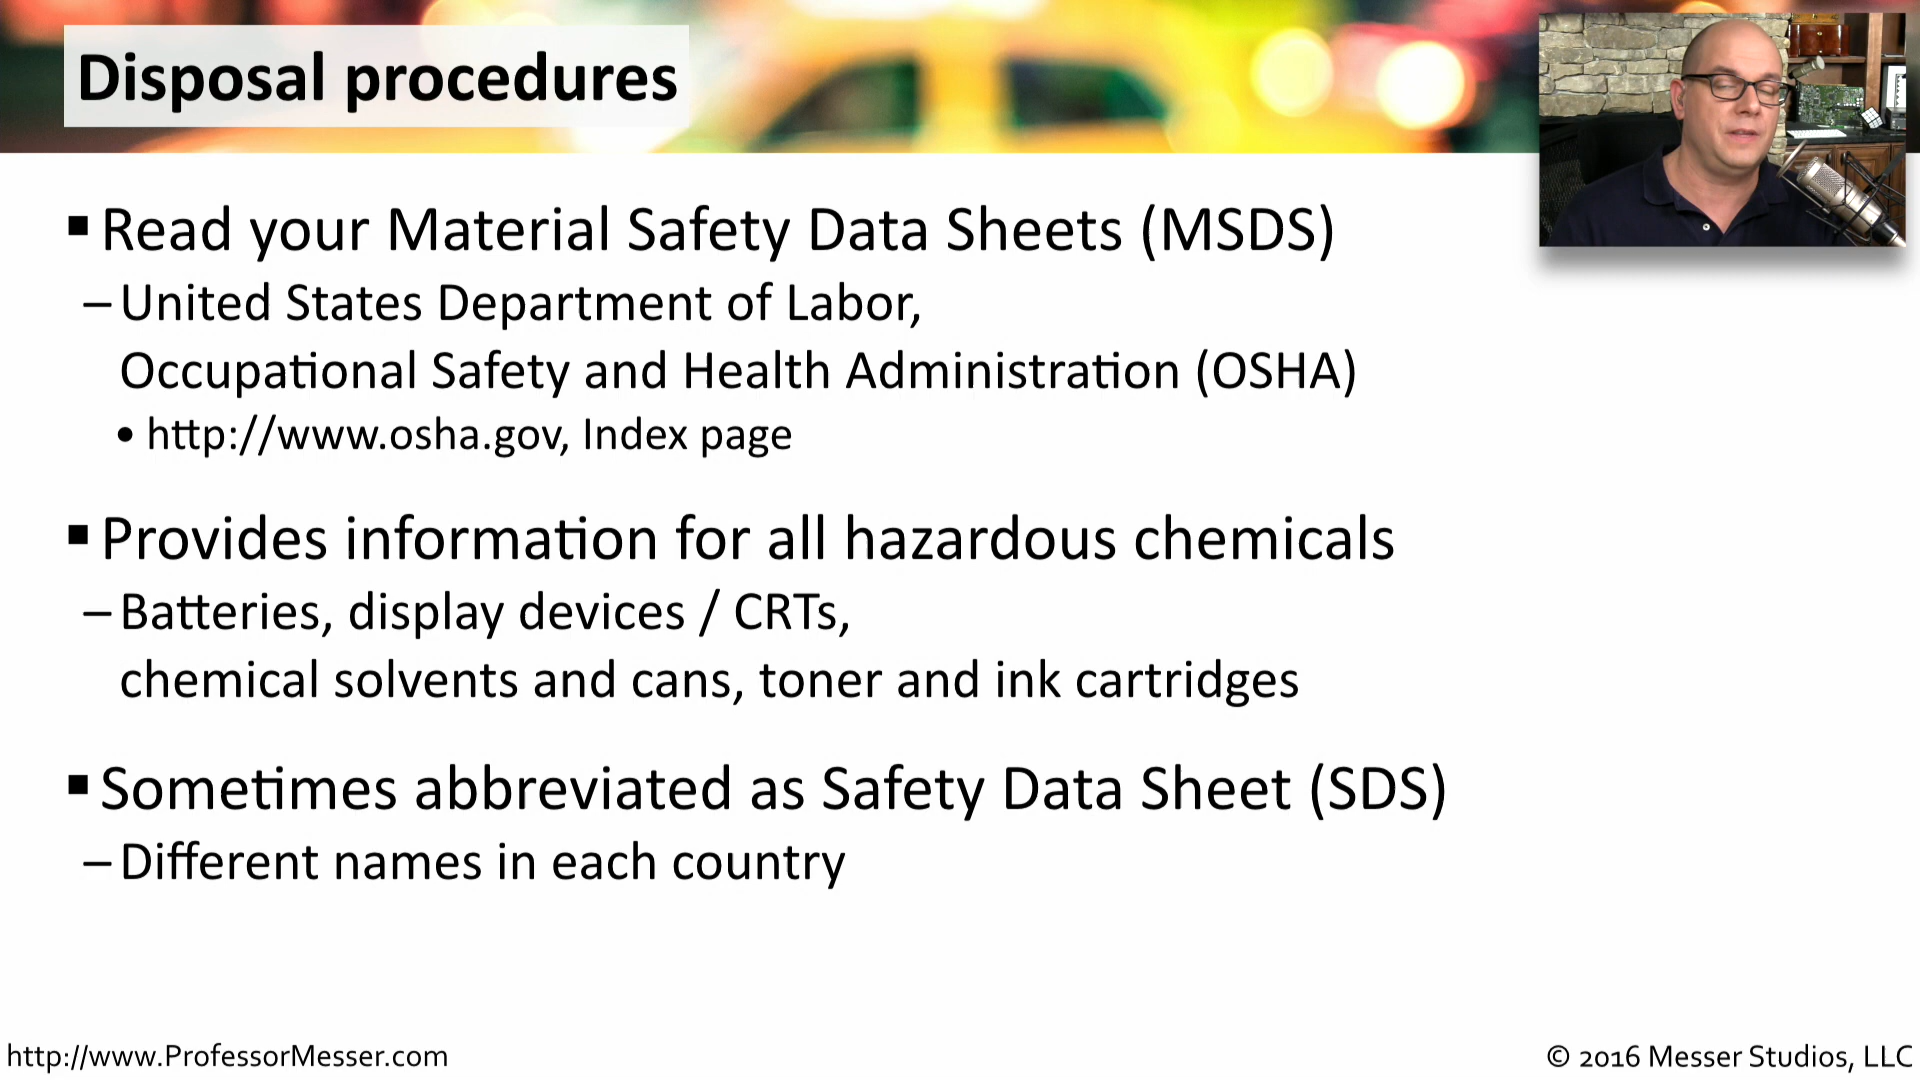 Disposal procedures
▪ Read your Material Safety Data Sheets (MSDS)
– United States Department of Labor,
Occupational Safety and Health Administration (OSHA)
• http://www.osha.gov, Index page
▪ Provides information for all hazardous chemicals
– Batteries, display devices / CRTs,
chemical solvents and cans, toner and ink cartridges
▪ Sometimes abbreviated as Safety Data Sheet (SDS)
– Different names in each country
http://www.ProfessorMesser.com
© 2016 Messer Studios, LLC